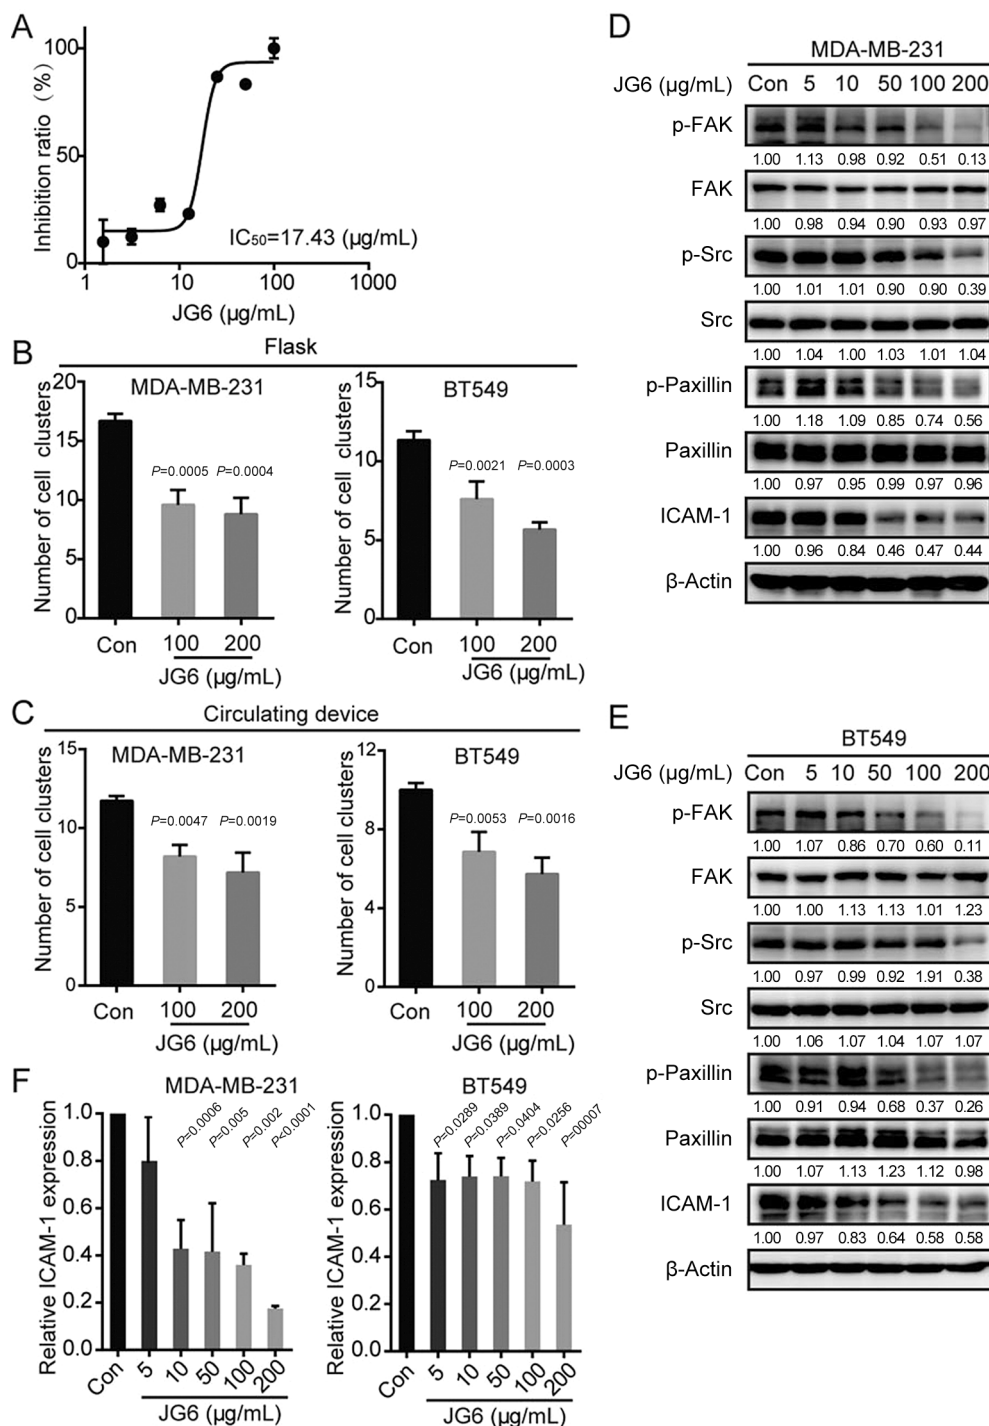 A
100
50
0
Inhibition ratio (%)
IC50=17.43 (μg/mL)
1 10 100 1000
JG6 (μg/mL)
B
Flask
MDA-MB-231
20
15
10
5
0
Number of cell clusters
P=0.0005 P=0.0004
Con 100 200
JG6 (μg/mL)
BT549
15
10
5
0
Number of cell clusters
P=0.0021 P=0.0003
Con 100 200
JG6 (μg/mL)
C
Circulating device
MDA-MB-231
15
10
5
0
Number of cell clusters
P=0.0047 P=0.0019
Con 100 200
JG6 (μg/mL)
BT549
12
8
4
0
Number of cell clusters
P=0.0053 P=0.0016
Con 100 200
JG6 (μg/mL)
D
MDA-MB-231
JG6 (μg/mL) Con 5 10 50 100 200
p-FAK
1.00 1.13 0.98 0.92 0.51 0.13
FAK
1.00 0.98 0.94 0.90 0.93 0.97
p-Src
1.00 1.01 1.01 0.90 0.90 0.39
Src
1.00 1.04 1.00 1.03 1.01 1.04
p-Paxillin
1.00 1.18 1.09 0.85 0.74 0.56
Paxillin
1.00 0.97 0.95 0.99 0.97 0.96
ICAM-1
1.00 0.96 0.84 0.46 0.47 0.44
β-Actin
E
BT549
JG6 (μg/mL) Con 5 10 50 100 200
p-FAK
1.00 1.07 0.86 0.70 0.60 0.11
FAK
1.00 1.00 1.13 1.13 1.01 1.23
p-Src
1.00 0.97 0.99 0.92 1.91 0.38
Src
1.00 1.06 1.07 1.04 1.07 1.07
p-Paxillin
1.00 0.91 0.94 0.68 0.37 0.26
Paxillin
1.00 1.07 1.13 1.23 1.12 0.98
ICAM-1
1.00 0.97 0.83 0.64 0.58 0.58
β-Actin
F
MDA-MB-231
1.0
0.8
0.6
0.4
0.2
0.0
Relative ICAM-1 expression
P=0.0006 P=0.005 P=0.002 P<0.0001
Con 5 10 50 100 200
JG6 (μg/mL)
BT549
1.0
0.8
0.6
0.4
0.2
0.0
Relative ICAM-1 expression
P=0.0289 P=0.0389 P=0.0404 P=0.0256 P=00007
Con 5 10 50 100 200
JG6 (μg/mL)